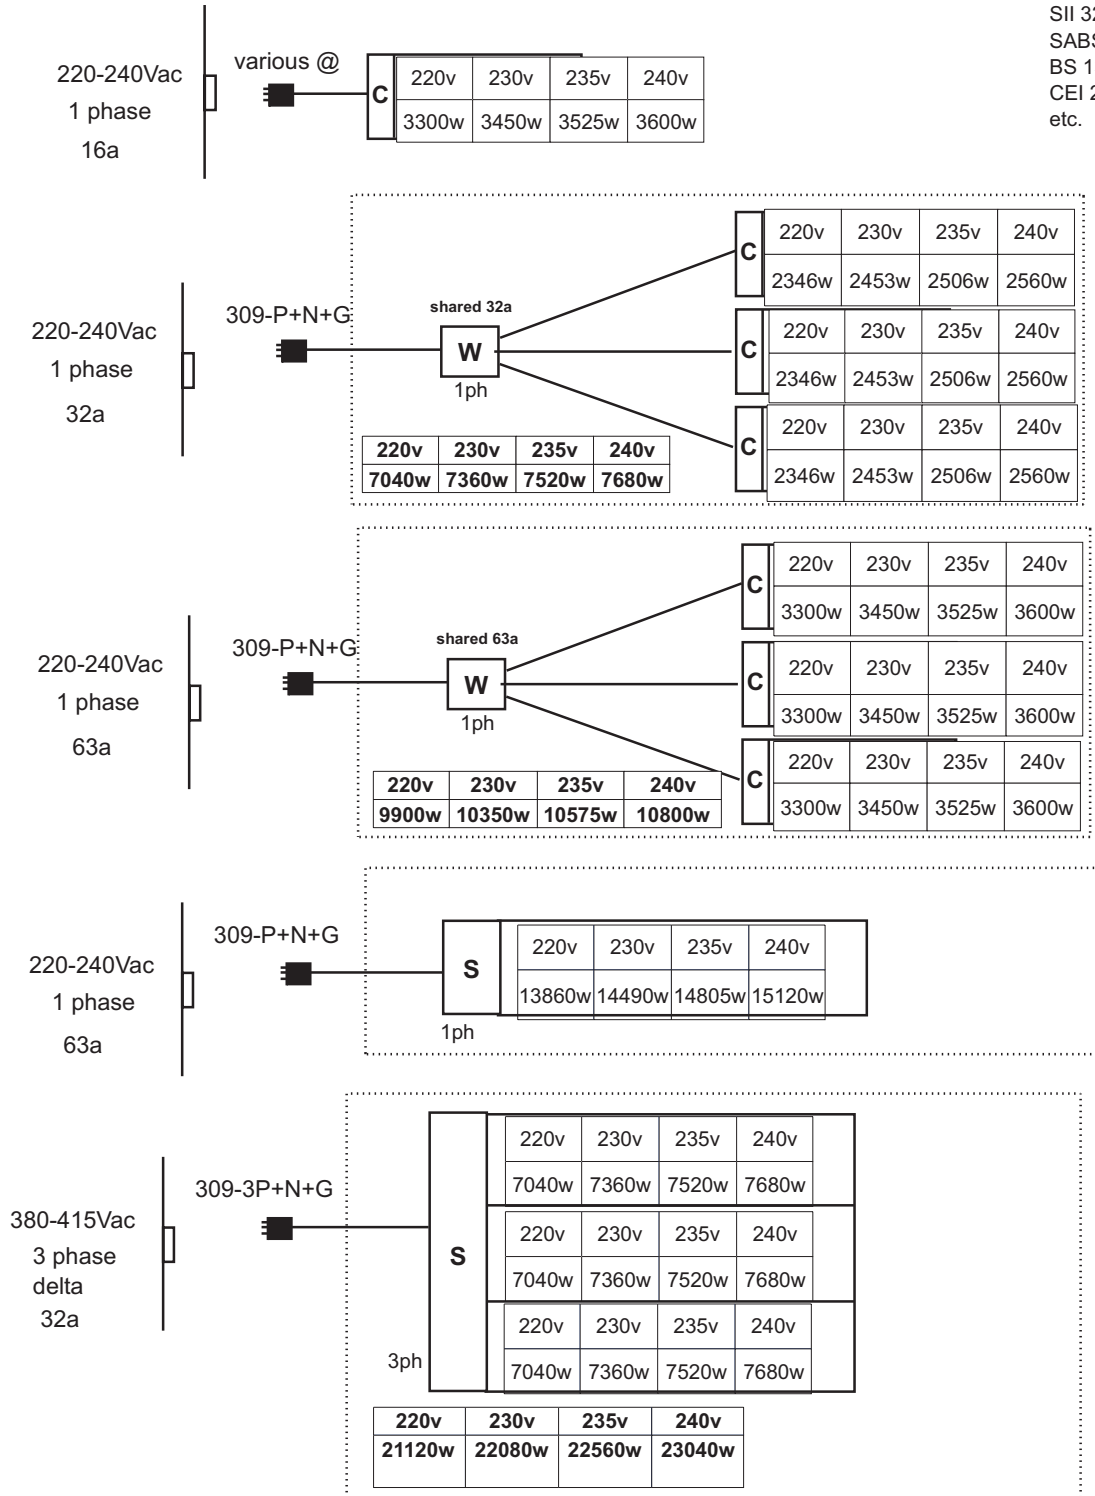 SII 32
SABS
BS 1
CEI 2
etc.
220-240Vac
1 phase
16a
various @
C
220v 230v 235v 240v
3300w 3450w 3525w 3600w
220-240Vac
1 phase
32a
309-P+N+G
shared 32a
W
1ph
C
220v 230v 235v 240v
2346w 2453w 2506w 2560w
C
220v 230v 235v 240v
2346w 2453w 2506w 2560w
C
220v 230v 235v 240v
2346w 2453w 2506w 2560w
220v 230v 235v 240v
7040w 7360w 7520w 7680w
220-240Vac
1 phase
63a
309-P+N+G
shared 63a
W
1ph
C
220v 230v 235v 240v
3300w 3450w 3525w 3600w
C
220v 230v 235v 240v
3300w 3450w 3525w 3600w
C
220v 230v 235v 240v
3300w 3450w 3525w 3600w
220v 230v 235v 240v
9900w 10350w 10575w 10800w
220-240Vac
1 phase
63a
309-P+N+G
S
1ph
220v 230v 235v 240v
13860w 14490w 14805w 15120w
380-415Vac
3 phase
delta
32a
309-3P+N+G
S
3ph
220v 230v 235v 240v
7040w 7360w 7520w 7680w
220v 230v 235v 240v
7040w 7360w 7520w 7680w
220v 230v 235v 240v
7040w 7360w 7520w 7680w
220v 230v 235v 240v
21120w 22080w 22560w 23040w